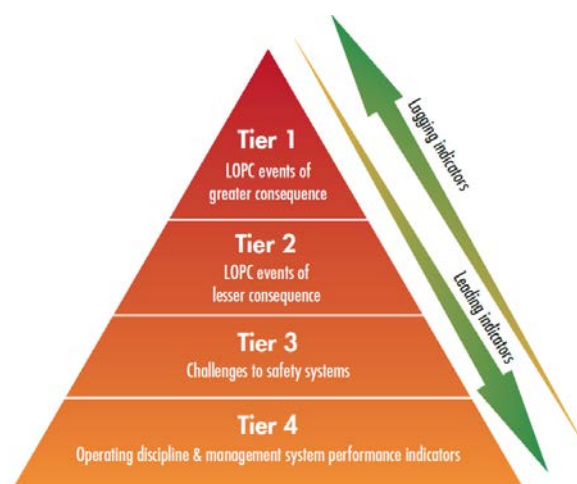 Tier 1
LOPC events of
greater consequence
Tier 2
LOPC events of
lesser consequence
Tier 3
Challenges to safety systems
Tier 4
Operating discipline & management system performance indicators
Lagging indicators
Leading indicators